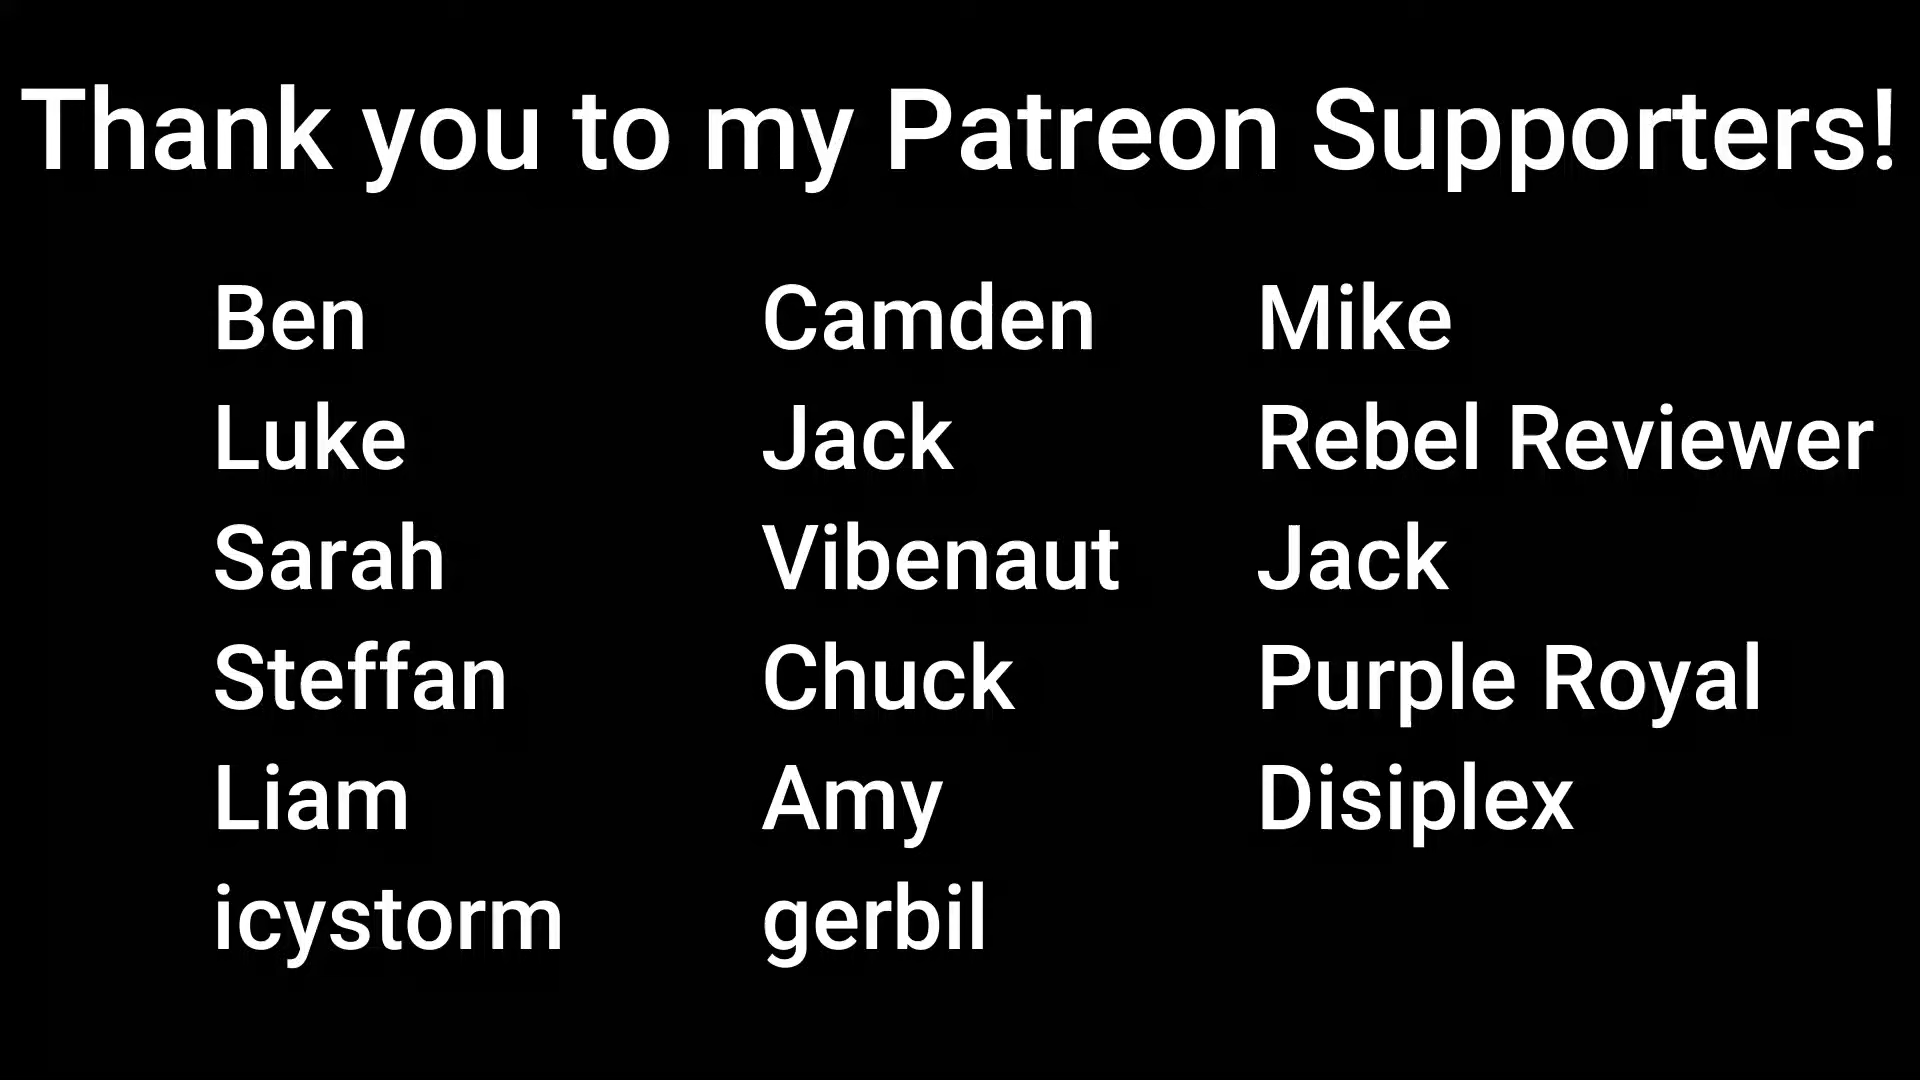 Thank you to my Patreon Supporters!
Ben
Luke
Sarah
Steffan
Liam
icystorm
Camden
Jack
Vibenaut
Chuck
Amy
gerbil
Mike
Rebel Reviewer
Jack
Purple Royal
Disiplex